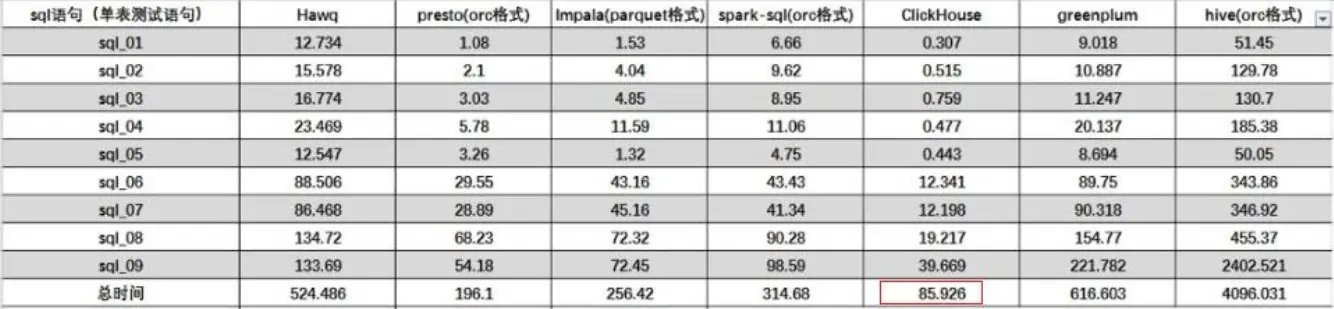 sql语句（单表测试语句） Hawq presto(orc格式) Impala(parquet格式) spark-sql(orc格式) ClickHouse greenplum hive(orc格式)
sql_01 12.734 1.08 1.53 6.66 0.307 9.018 51.45
sql_02 15.578 2.1 4.04 9.62 0.515 10.887 129.78
sql_03 16.774 3.03 4.85 8.95 0.759 11.247 130.7
sql_04 23.469 5.78 11.59 11.06 0.477 20.137 185.38
sql_05 12.547 3.26 1.32 4.75 0.443 8.694 50.05
sql_06 88.506 29.55 43.16 43.43 12.341 89.75 343.86
sql_07 86.468 28.89 45.16 41.34 12.198 90.318 346.92
sql_08 134.72 68.23 72.32 90.28 19.217 154.77 455.37
sql_09 133.69 54.18 72.45 98.59 39.669 221.782 2402.521
总时间 524.486 196.1 256.42 314.68 85.926 616.603 4096.031